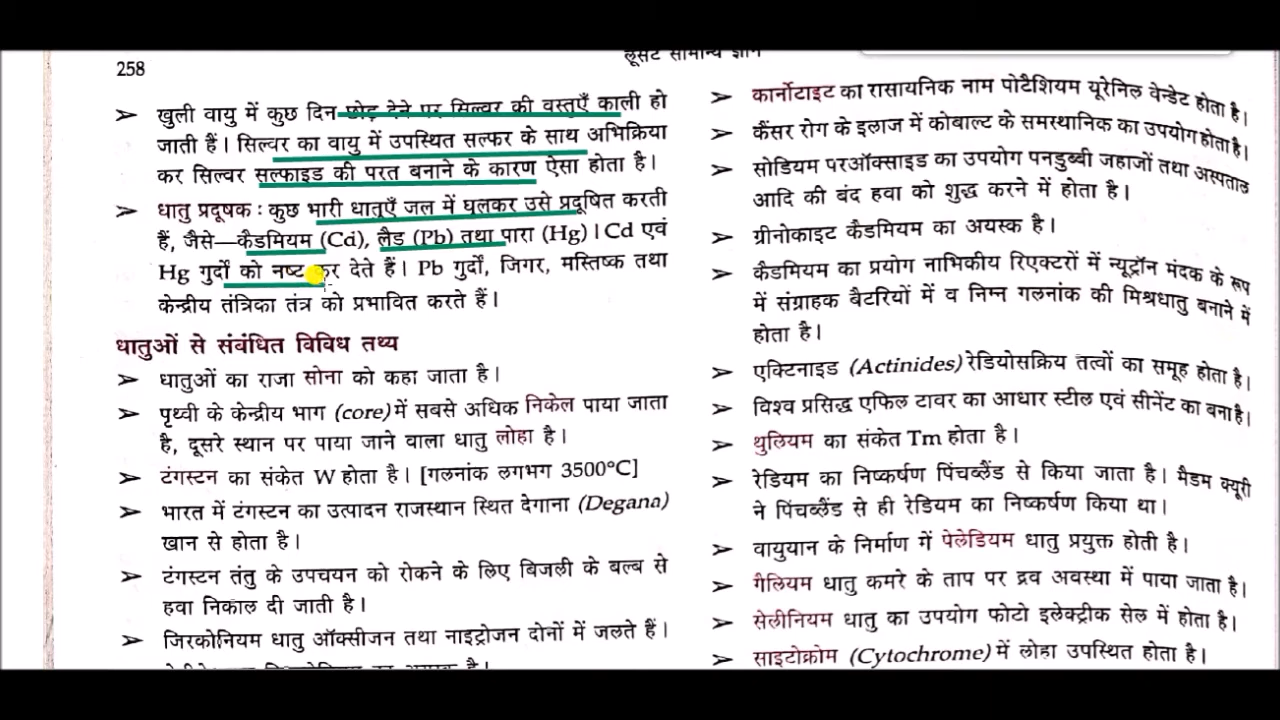 258
लूसेंट सामान्य ज्ञान
➢ खुली वायु में कुछ दिन छोड़ देने पर सिल्वर की वस्तुएँ काली हो
जाती हैं। सिल्वर का वायु में उपस्थित सल्फर के साथ अभिक्रिया
कर सिल्वर सल्फाइड की परत बनाने के कारण ऐसा होता है।
➢ धातु प्रदूषक : कुछ भारी धातुएँ जल में घुलकर उसे प्रदूषित करती
हैं, जैसे—कैडमियम (Cd), लैड (Pb) तथा पारा (Hg) । Cd एवं
Hg गुर्दों को नष्ट कर देते हैं। Pb गुर्दो, जिगर, मस्तिष्क तथा
केन्द्रीय तंत्रिका तंत्र को प्रभावित करते हैं।
धातुओं से संबंधित विविध तथ्य
➢ धातुओं का राजा सोना को कहा जाता है।
➢ पृथ्वी के केन्द्रीय भाग (core) में सबसे अधिक निकेल पाया जाता
है, दूसरे स्थान पर पाया जाने वाला धातु लोहा है।
➢ टंगस्टन का संकेत W होता है। [गलनांक लगभग 3500°C]
➢ भारत में टंगस्टन का उत्पादन राजस्थान स्थित देगाना (Degana)
खान से होता है।
➢ टंगस्टन तंतु के उपचयन को रोकने के लिए बिजली के बल्ब से
हवा निकाल दी जाती है।
➢ जिरकोनियम धातु ऑक्सीजन तथा नाइट्रोजन दोनों में जलते हैं।
➢ कार्नोटाइट का रासायनिक नाम पोटैशियम यूरेनिल वेन्डेट होता है।
➢ कैंसर रोग के इलाज में कोबाल्ट के समस्थानिक का उपयोग होता है।
➢ सोडियम परऑक्साइड का उपयोग पनडुब्बी जहाजों तथा अस्पताल
आदि की बंद हवा को शुद्ध करने में होता है।
➢ ग्रीनोकाइट कैडमियम का अयस्क है।
➢ कैडमियम का प्रयोग नाभिकीय रिएक्टरों में न्यूट्रॉन मंदक के रूप
में संग्राहक बैटरियों में व निम्न गलनांक की मिश्रधातु बनाने में
होता है।
➢ एक्टिनाइड (Actinides) रेडियोसक्रिय तत्वों का समूह होता है।
➢ विश्व प्रसिद्ध एफिल टावर का आधार स्टील एवं सीनेंट का बना है।
➢ थुलियम का संकेत Tm होता है।
➢ रेडियम का निष्कर्षण पिंचब्लैंड से किया जाता है। मैडम क्यूरी
ने पिंचब्लैंड से ही रेडियम का निष्कर्षण किया था।
➢ वायुयान के निर्माण में पेलेडियम धातु प्रयुक्त होती है।
➢ गैलियम धातु कमरे के ताप पर द्रव अवस्था में पाया जाता है।
➢ सेलीनियम धातु का उपयोग फोटो इलेक्ट्रीक सेल में होता है।
➢ साइटोक्रोम (Cytochrome) में लोहा उपस्थित होता है।